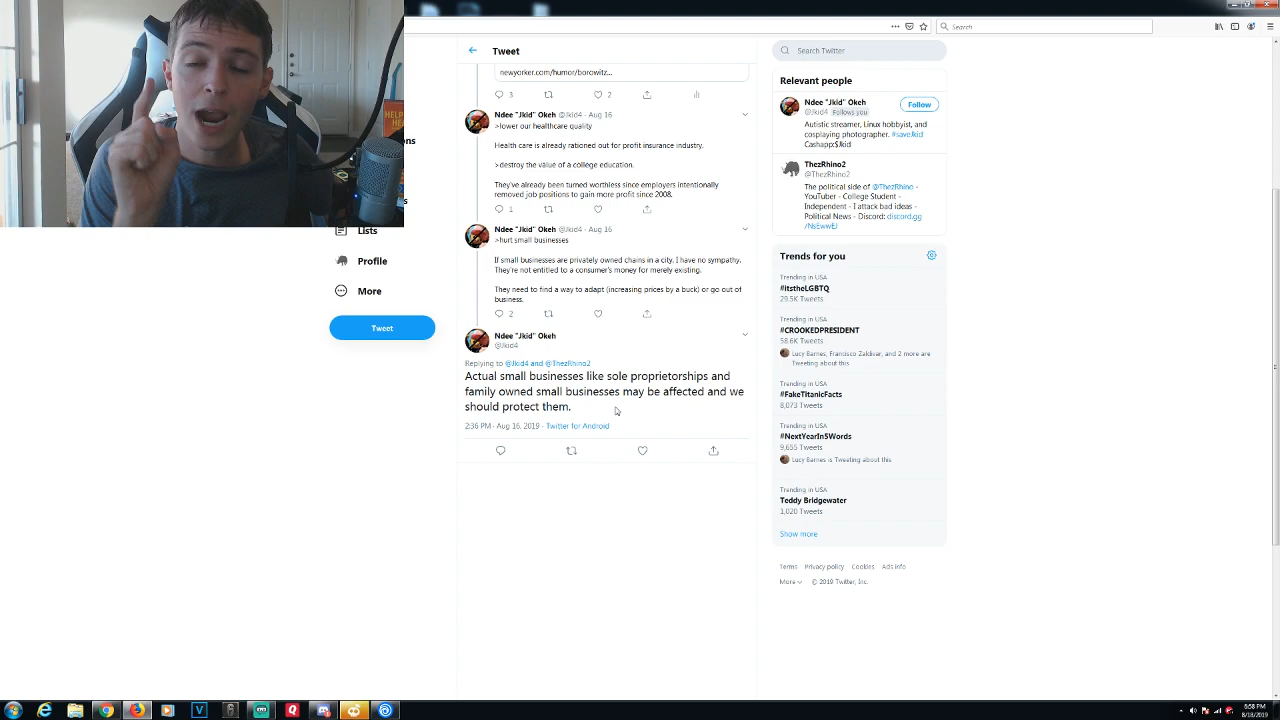 Search
Tweet
Search Twitter
newyorker.com/humor/borowitz...
3
2
Ndee "Jkid" Okeh @Jkid4 · Aug 16
>lower our healthcare quality
Health care is already rationed out for profit insurance industry.
>destroy the value of a college education.
They've already been turned worthless since employers intentionally
removed job positions to gain more profit since 2008.
1
Ndee "Jkid" Okeh @Jkid4 · Aug 16
>hurt small businesses
If small businesses are privately owned chains in a city. I have no sympathy.
They're not entitled to a consumer's money for merely existing.
They need to find a way to adapt (increasing prices by a buck) or go out of
business.
2
Ndee "Jkid" Okeh
@Jkid4
Replying to @Jkid4 and @ThezRhino2
Actual small businesses like sole proprietorships and
family owned small businesses may be affected and we
should protect them.
2:36 PM · Aug 16, 2019 · Twitter for Android
Lists
Profile
More
Tweet
Relevant people
Ndee "Jkid" Okeh
@Jkid4 Follows you
Follow
Autistic streamer, Linux hobbyist, and
cosplaying photographer. #saveJkid
Cashapp:$Jkid
ThezRhino2
@ThezRhino2
The political side of @ThezRhino -
YouTuber - College Student -
Independent - I attack bad ideas -
Political News - Discord: discord.gg
/NsEwwEJ
Trends for you
Trending in USA
#itstheLGBTQ
29.5K Tweets
Trending in USA
#CROOKEDPRESIDENT
58.6K Tweets
Lucy Barnes, Francisco Zaldivar, and 2 more are
Tweeting about this
Trending in USA
#FakeTitanicFacts
8,073 Tweets
Trending in USA
#NextYearIn5Words
9,655 Tweets
Lucy Barnes is Tweeting about this
Trending in USA
Teddy Bridgewater
1,020 Tweets
Show more
Terms Privacy policy Cookies Ads info
More © 2019 Twitter, Inc.
6:58 PM
8/18/2019